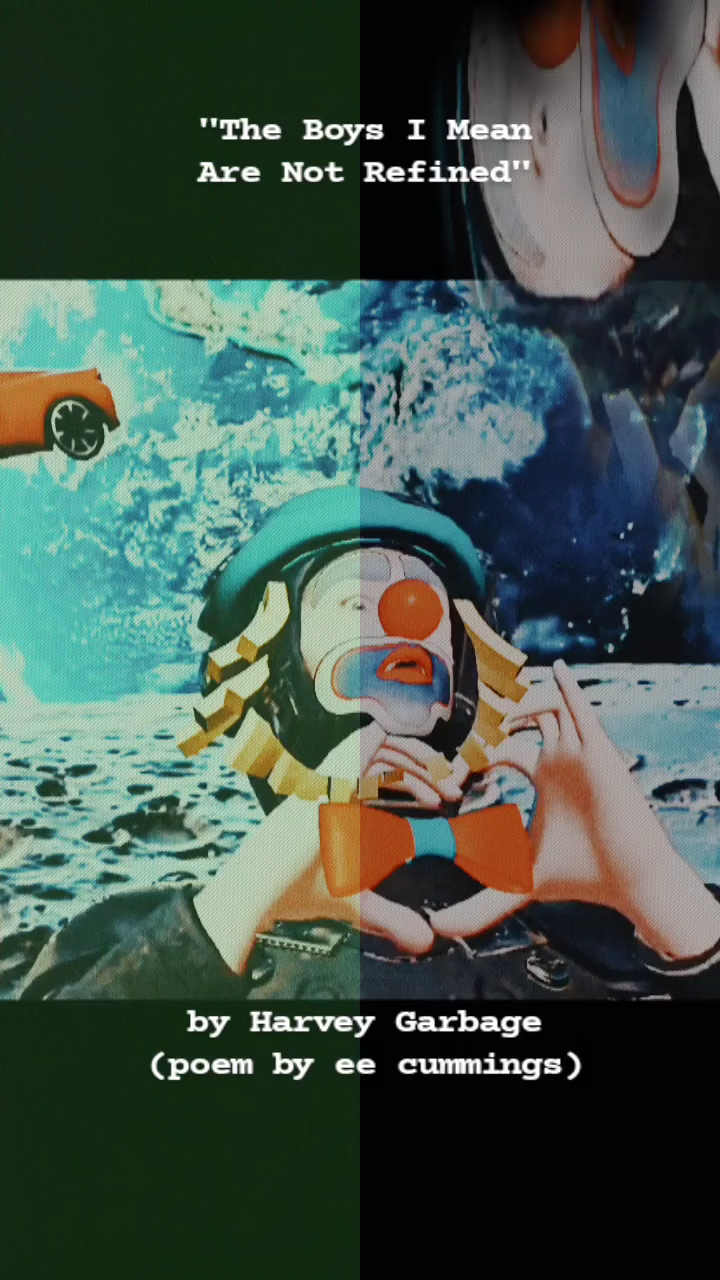 "The Boys I Mean
Are Not Refined"
by Harvey Garbage
(poem by ee cummings)